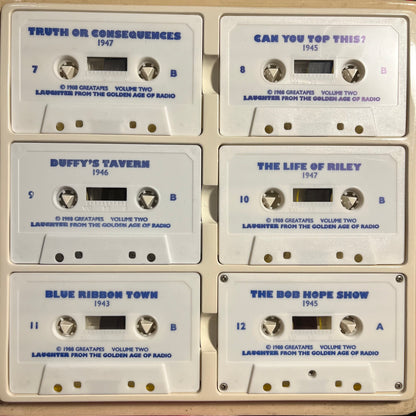 TRUTH OR CONSEQUENCES
1947
7 B
© 1988 GREATAPES VOLUME TWO
LAUGHTER FROM THE GOLDEN AGE OF RADIO
CAN YOU TOP THIS?
1945
8 B
© 1988 GREATAPES VOLUME TWO
LAUGHTER FROM THE GOLDEN AGE OF RADIO
DUFFY'S TAVERN
1946
9 B
© 1988 GREATAPES VOLUME TWO
LAUGHTER FROM THE GOLDEN AGE OF RADIO
THE LIFE OF RILEY
1947
10 B
© 1988 GREATAPES VOLUME TWO
LAUGHTER FROM THE GOLDEN AGE OF RADIO
BLUE RIBBON TOWN
1943
11 B
© 1988 GREATAPES VOLUME TWO
LAUGHTER FROM THE GOLDEN AGE OF RADIO
THE BOB HOPE SHOW
1945
12 A
© 1988 GREATAPES VOLUME TWO
LAUGHTER FROM THE GOLDEN AGE OF RADIO